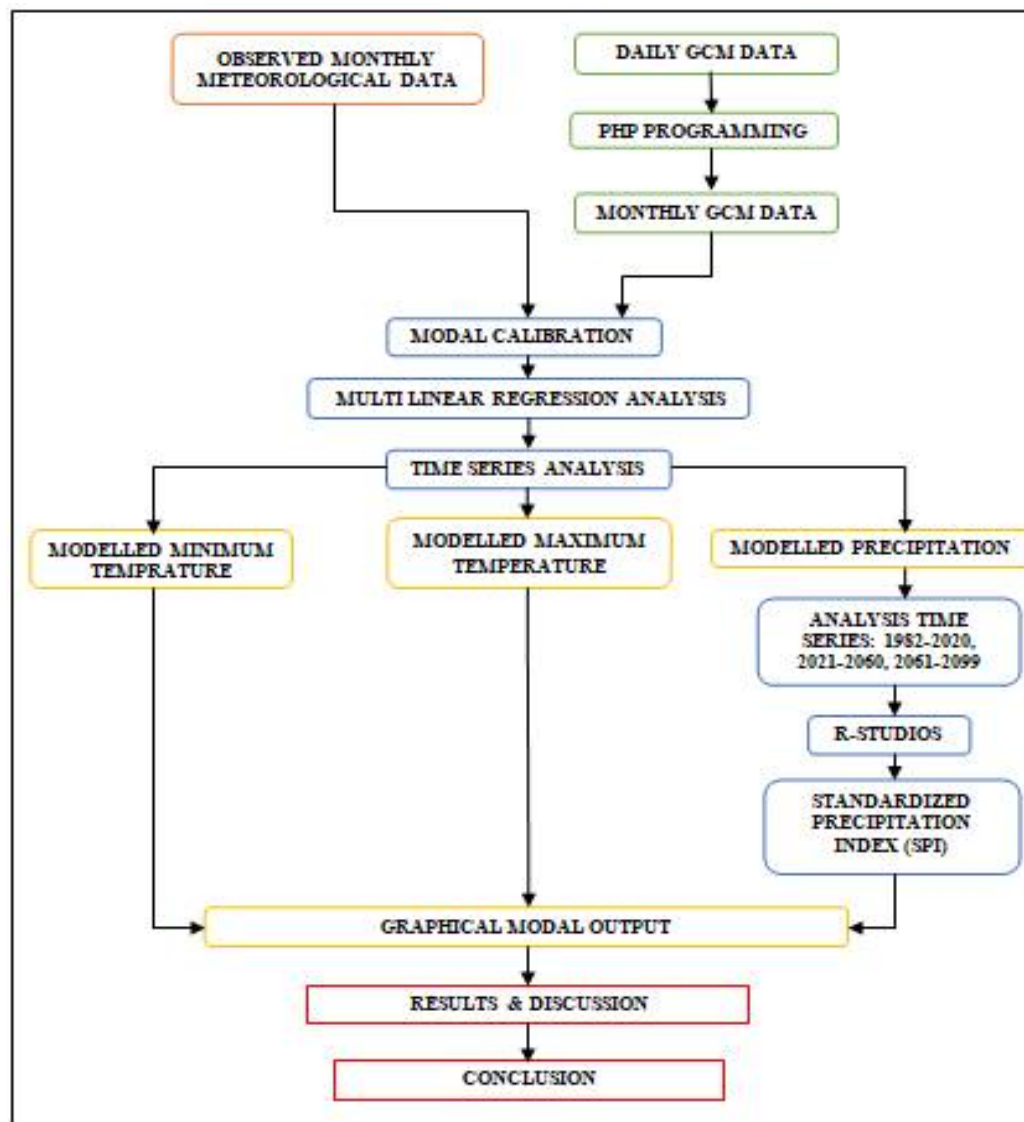 OBSERVED MONTHLY
METEOROLOGICAL DATA
DAILY GCM DATA
PHP PROGRAMMING
MONTHLY GCM DATA
MODAL CALIBRATION
MULTI LINEAR REGRESSION ANALYSIS
TIME SERIES ANALYSIS
MODELLED MINIMUM
TEMPRATURE
MODELLED MAXIMUM
TEMPERATURE
MODELLED PRECIPITATION
ANALYSIS TIME
SERIES: 1982-2020,
2021-2060, 2061-2099
R-STUDIOS
STANDARDIZED
PRECIPITATION
INDEX (SPI)
GRAPHICAL MODAL OUTPUT
RESULTS & DISCUSSION
CONCLUSION